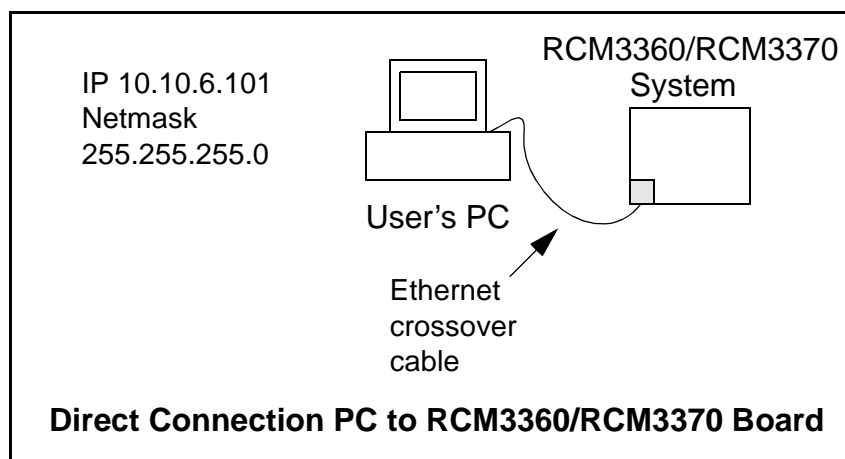 IP 10.10.6.101
Netmask
255.255.255.0
RCM3360/RCM3370
System
User’s PC
Ethernet
crossover
cable
Direct Connection PC to RCM3360/RCM3370 Board